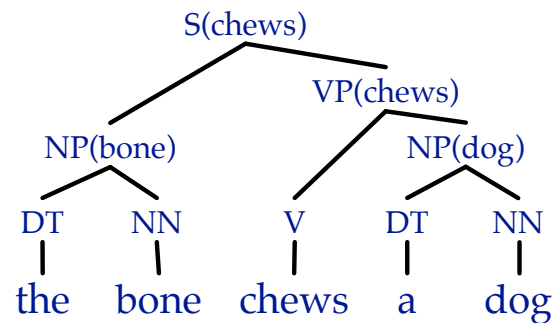 S(chews)
VP(chews)
NP(bone) NP(dog)
DT NN V DT NN
the bone chews a dog